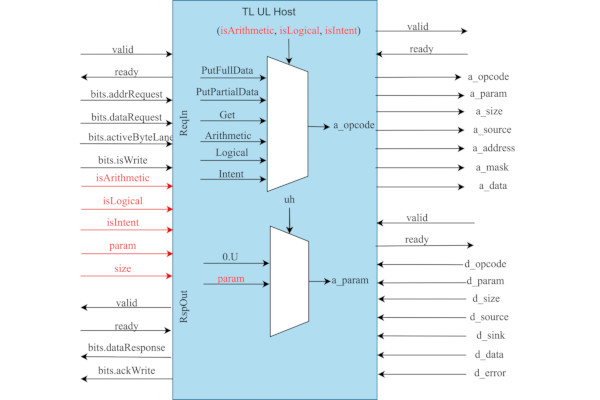 TL UL Host
(isArithmetic, isLogical, isIntent)
valid
ready
bits.addrRequest
bits.dataRequest
bits.activeByteLane
bits.isWrite
isArithmetic
isLogical
isIntent
param
size
valid
ready
bits.dataResponse
bits.ackWrite
ReqIn
RspOut
PutFullData
PutPartialData
Get
Arithmetic
Logical
Intent
a_opcode
uh
0.U
param
a_param
valid
ready
a_opcode
a_param
a_size
a_source
a_address
a_mask
a_data
valid
ready
d_opcode
d_param
d_size
d_source
d_sink
d_data
d_error